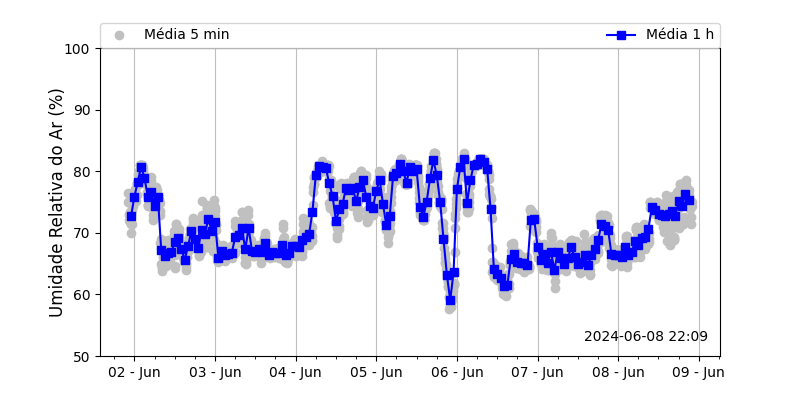 Média 5 min
Média 1 h
Umidade Relativa do Ar (%)
100
90
80
70
60
50
2024-06-08 22:09
02 - Jun
03 - Jun
04 - Jun
05 - Jun
06 - Jun
07 - Jun
08 - Jun
09 - Jun